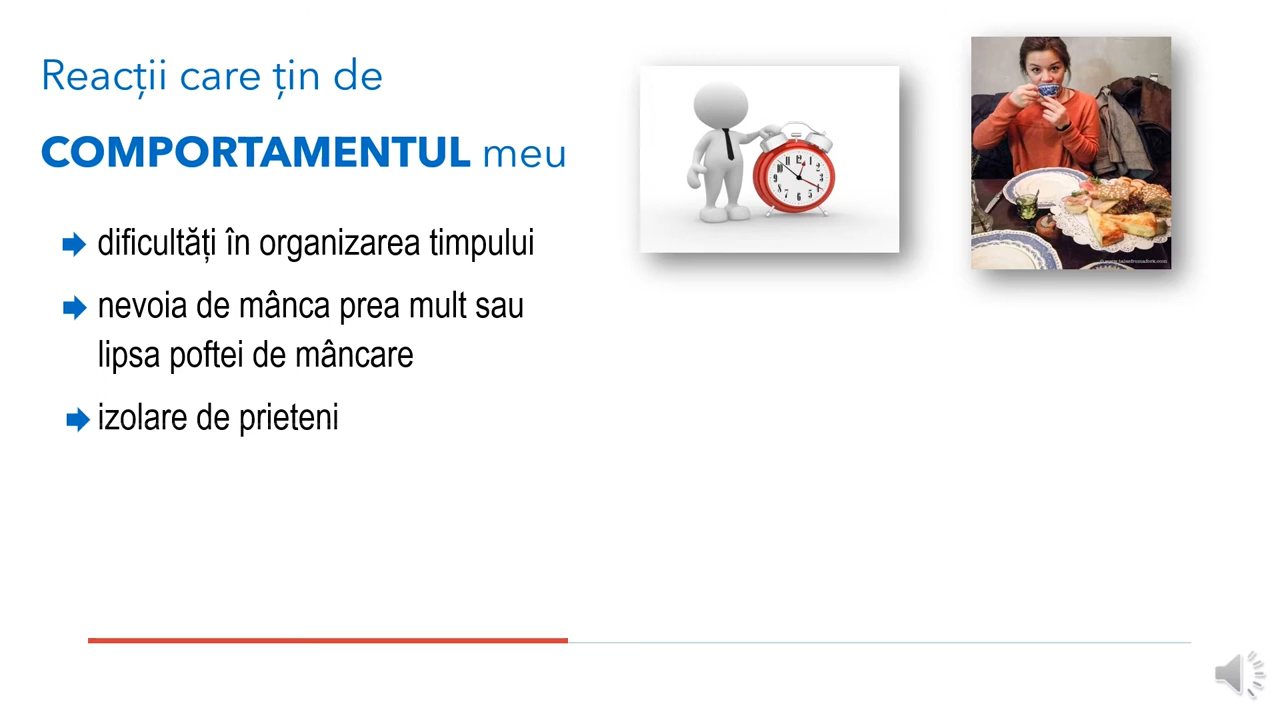 Reacții care țin de
COMPORTAMENTUL meu
dificultăți în organizarea timpului
nevoia de mânca prea mult sau
lipsa poftei de mâncare
izolare de prieteni